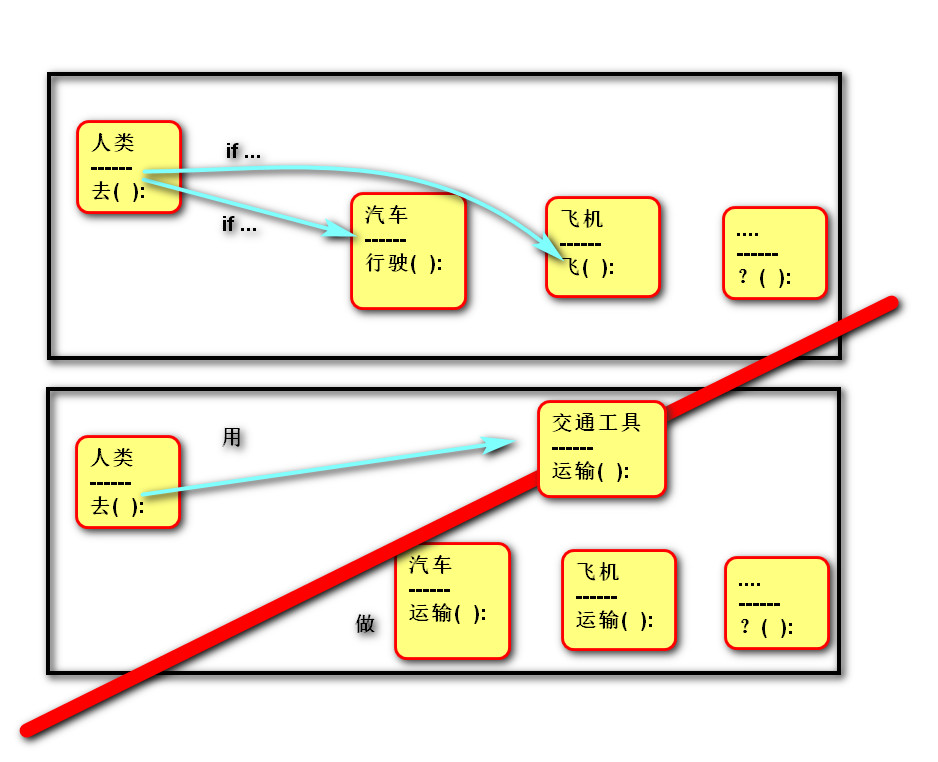 人类
------
去( ):
if ...
if ...
汽车
------
行驶( ):
飞机
------
飞( ):
....
------
？( ):
人类
------
去( ):
用
交通工具
------
运输( ):
做
汽车
------
运输( ):
飞机
------
运输( ):
....
------
？( ):